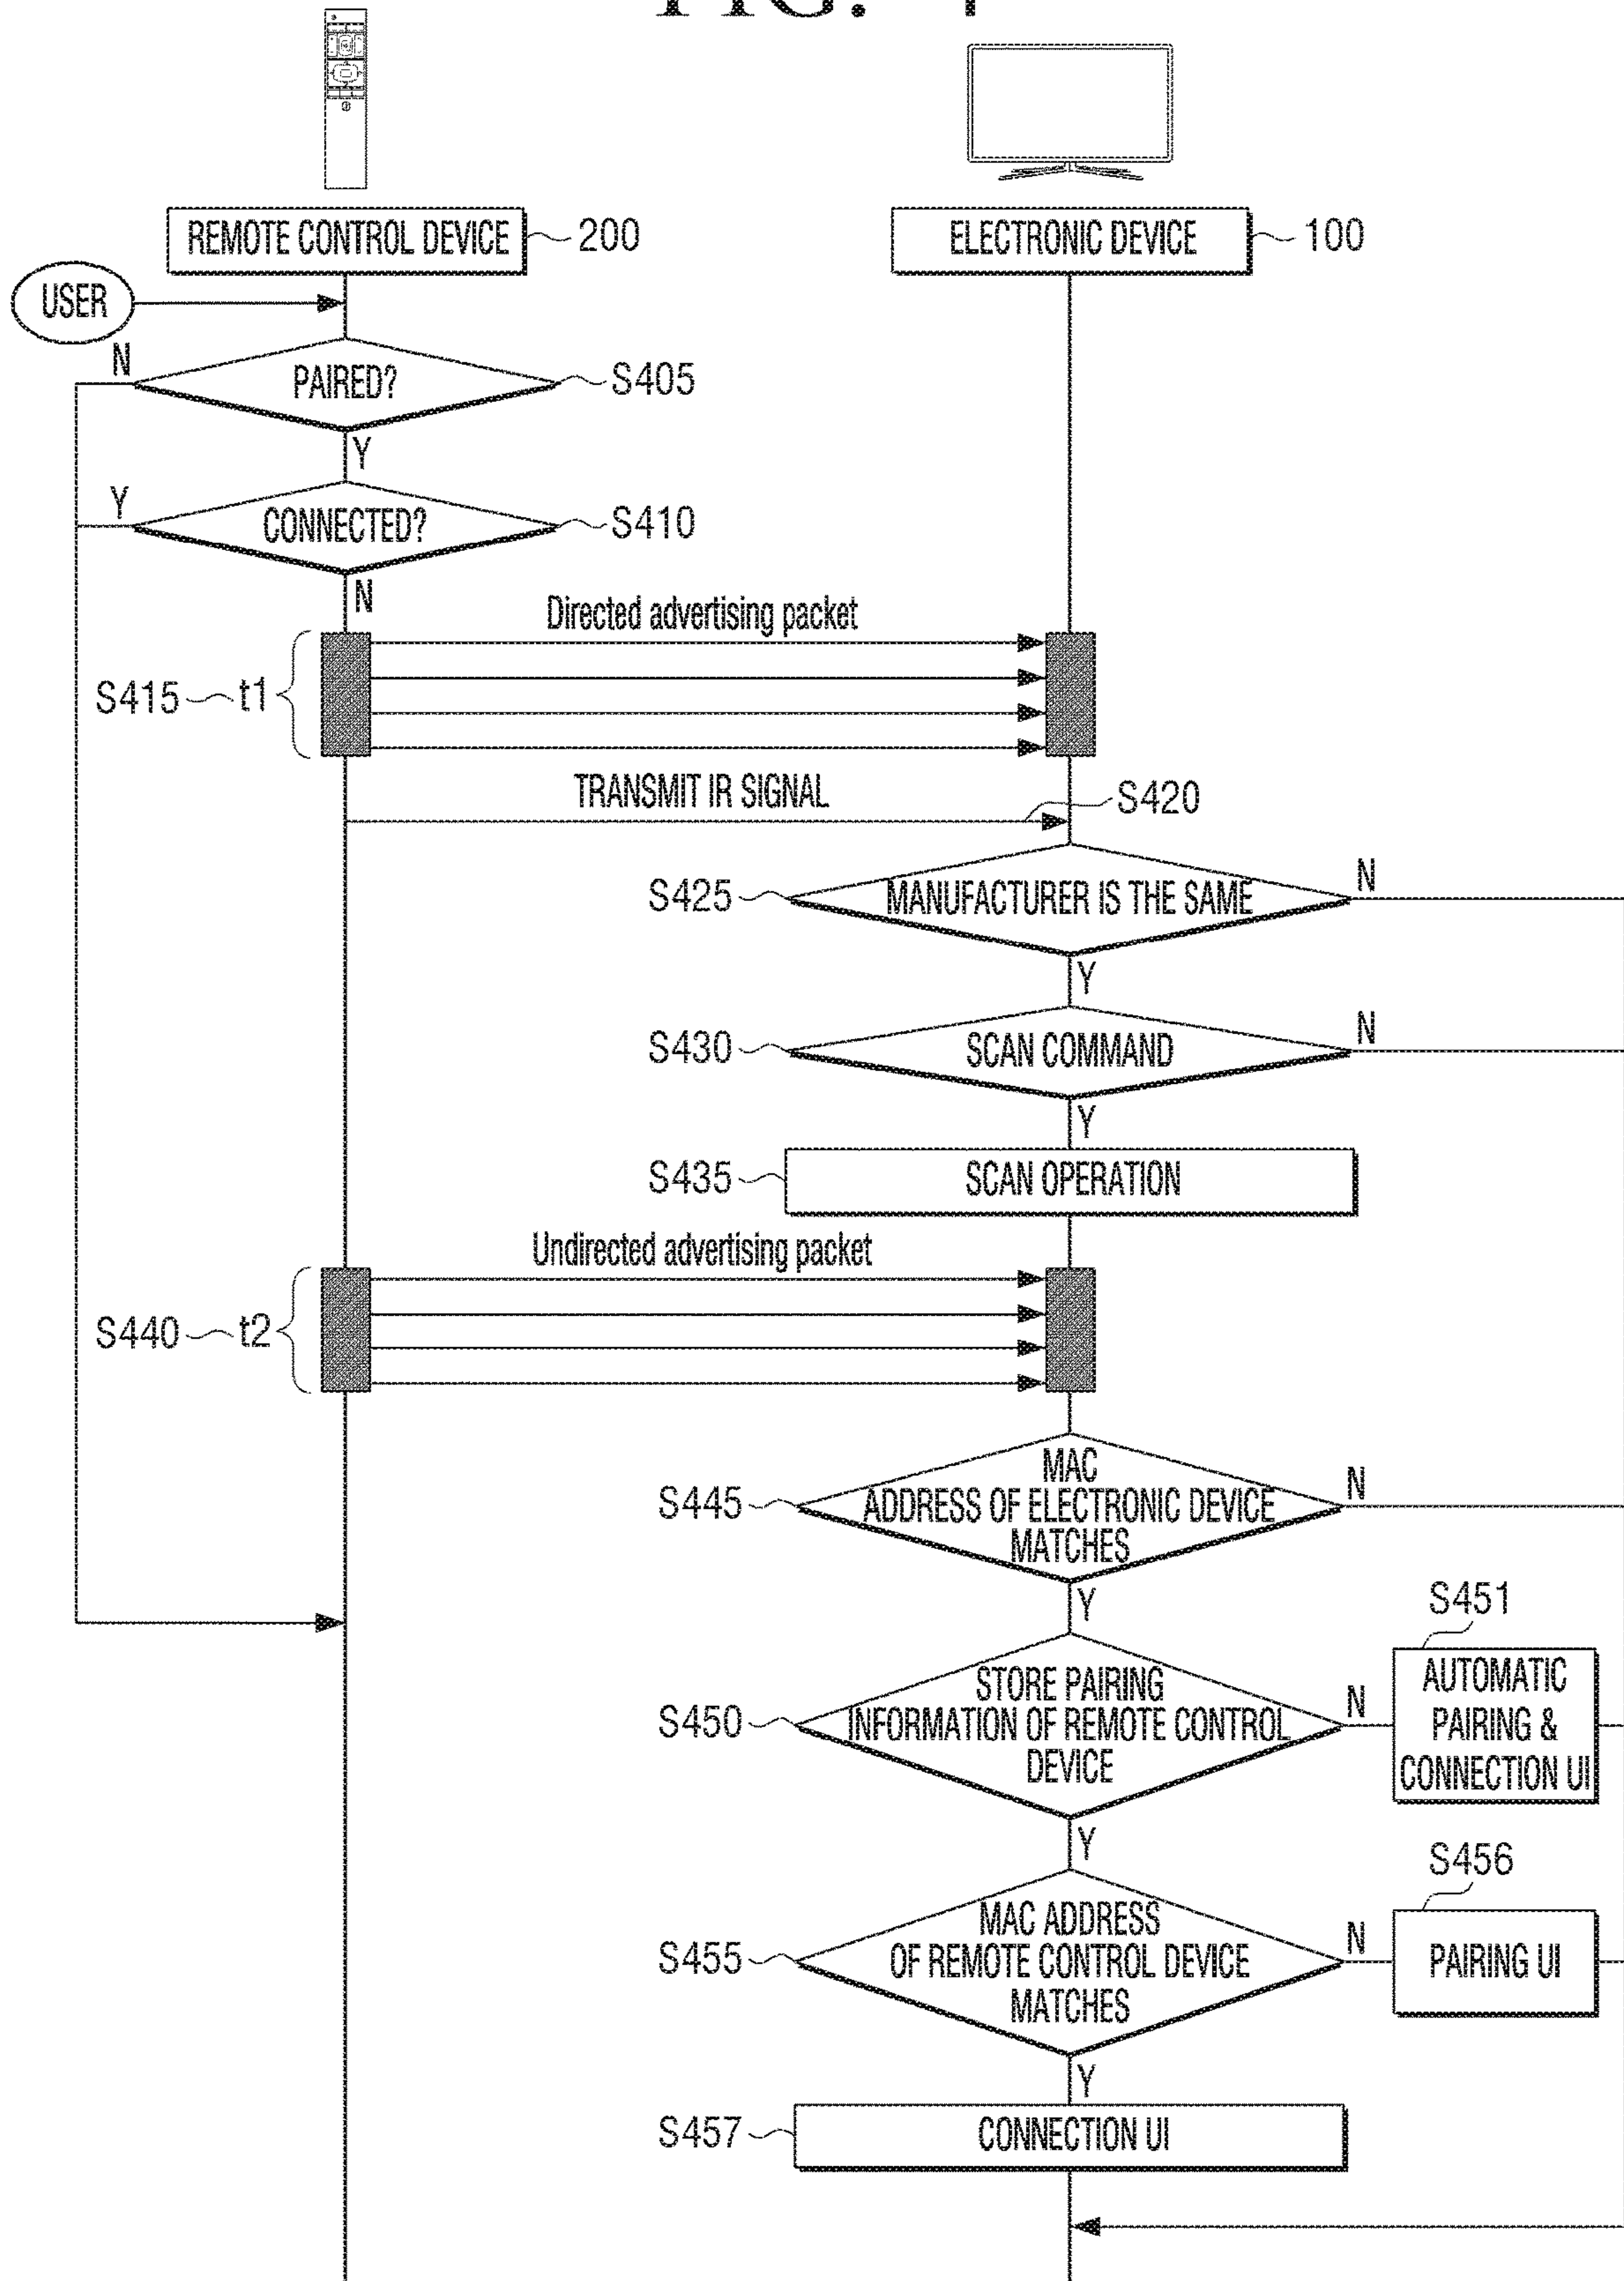 FIG. 4
REMOTE CONTROL DEVICE
200
ELECTRONIC DEVICE
100
USER
N
PAIRED?
S405
Y
Y
CONNECTED?
S410
N
Directed advertising packet
S415
t1
TRANSMIT IR SIGNAL
S420
S425
MANUFACTURER IS THE SAME
N
Y
S430
SCAN COMMAND
N
Y
S435
SCAN OPERATION
Undirected advertising packet
S440
t2
S445
MAC
ADDRESS OF ELECTRONIC DEVICE
MATCHES
N
Y
S450
STORE PAIRING
INFORMATION OF REMOTE CONTROL
DEVICE
N
S451
AUTOMATIC
PAIRING &
CONNECTION UI
Y
S455
MAC ADDRESS
OF REMOTE CONTROL DEVICE
MATCHES
N
S456
PAIRING UI
Y
S457
CONNECTION UI